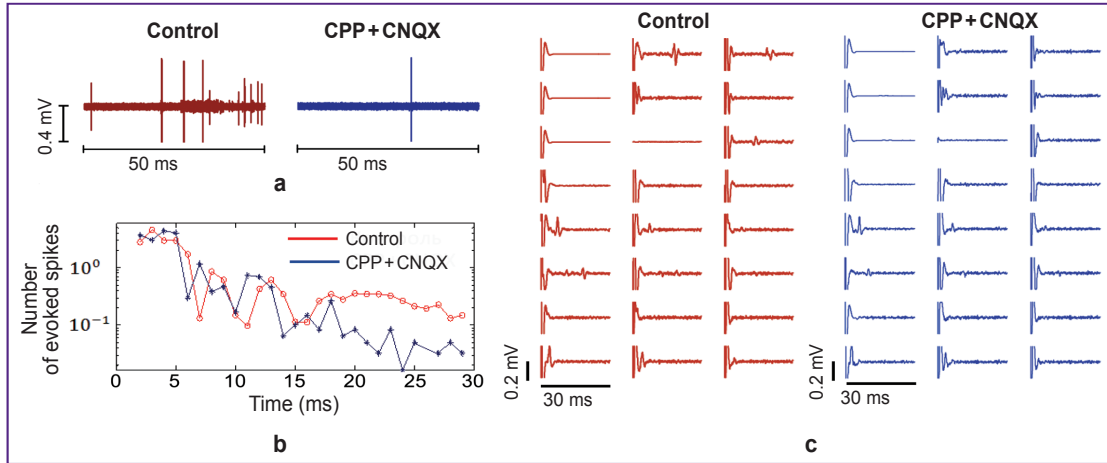 Control
CPP+CNQX
0.4 mV
50 ms
50 ms
a
Number
of evoked spikes
10⁰
10⁻¹
Control
CPP+CNQX
0 5 10 15 20 25 30
Time (ms)
b
Control
CPP+CNQX
0.2 mV
30 ms
0.2 mV
30 ms
c